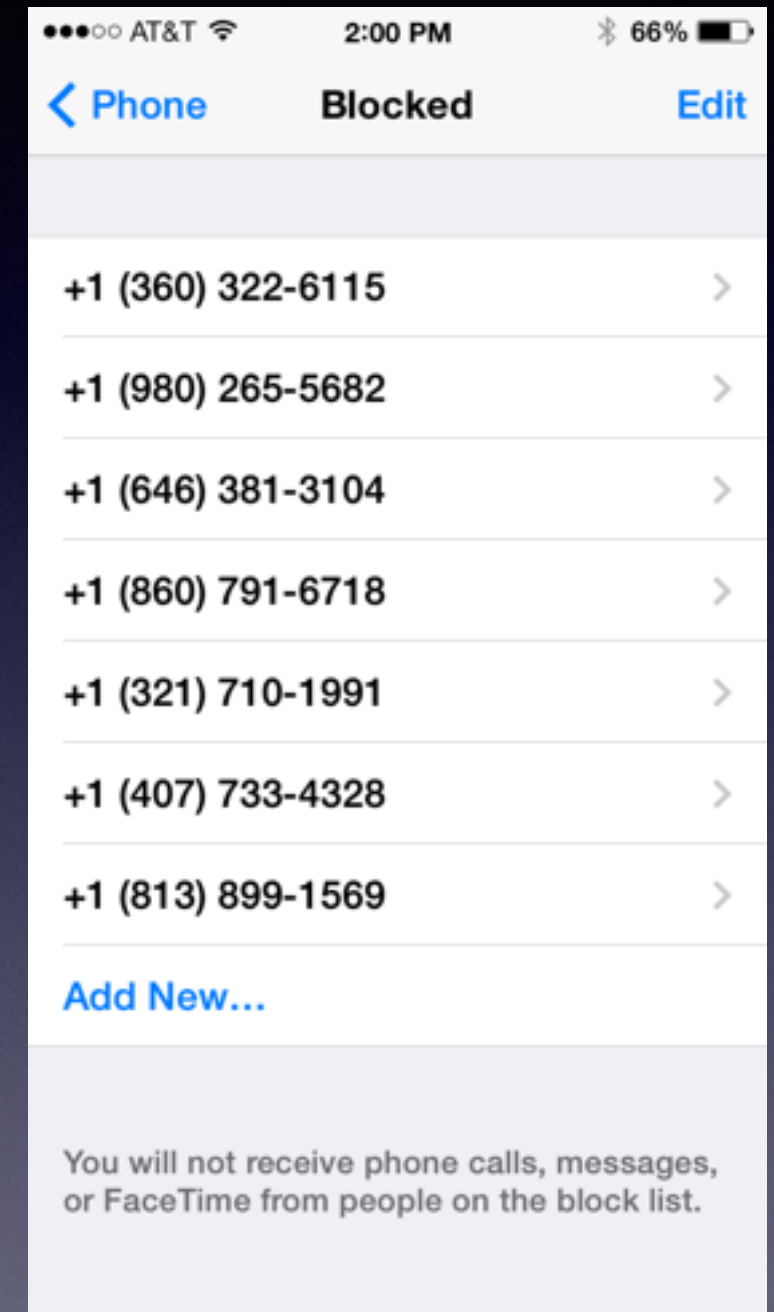 AT&T 2:00 PM 66%
Phone Blocked Edit
+1 (360) 322-6115
+1 (980) 265-5682
+1 (646) 381-3104
+1 (860) 791-6718
+1 (321) 710-1991
+1 (407) 733-4328
+1 (813) 899-1569
Add New...
You will not receive phone calls, messages,
or FaceTime from people on the block list.